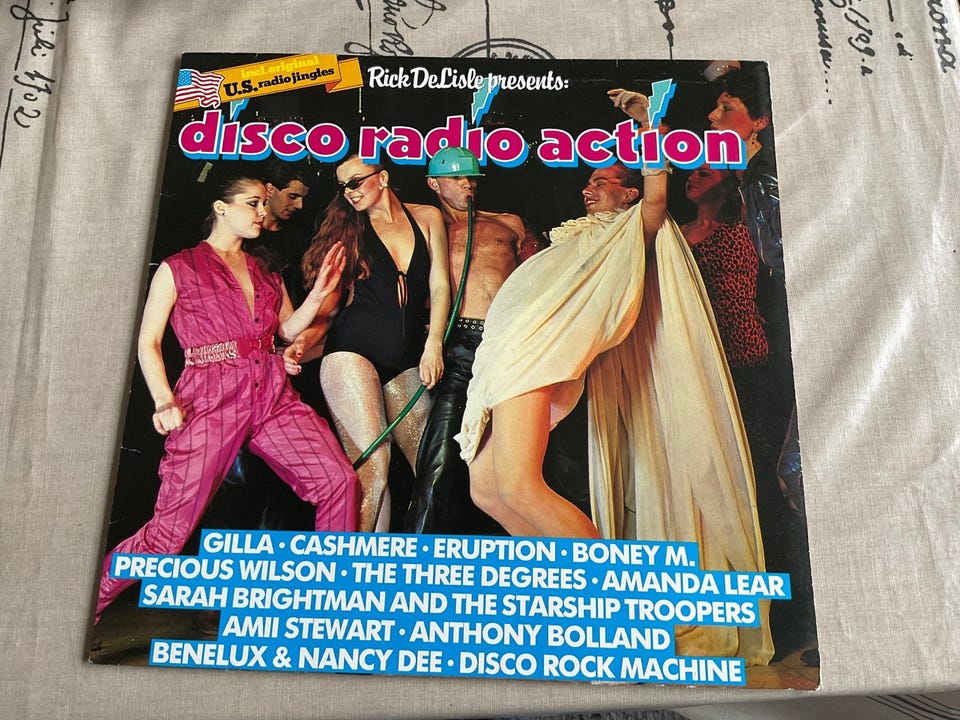 incl. original
U.S. radio jingles
Rick DeLisle presents:
disco radio action
GILLA · CASHMERE · ERUPTION · BONEY M.
PRECIOUS WILSON · THE THREE DEGREES · AMANDA LEAR
SARAH BRIGHTMAN AND THE STARSHIP TROOPERS
AMII STEWART · ANTHONY BOLLAND
BENELUX & NANCY DEE · DISCO ROCK MACHINE